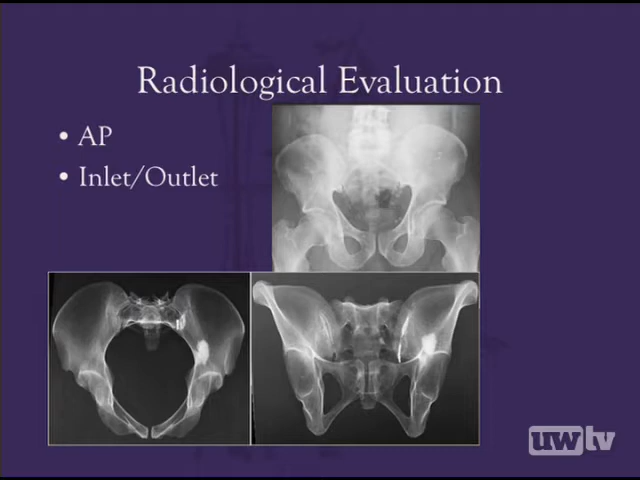 Radiological Evaluation
• AP
• Inlet/Outlet
uwtv